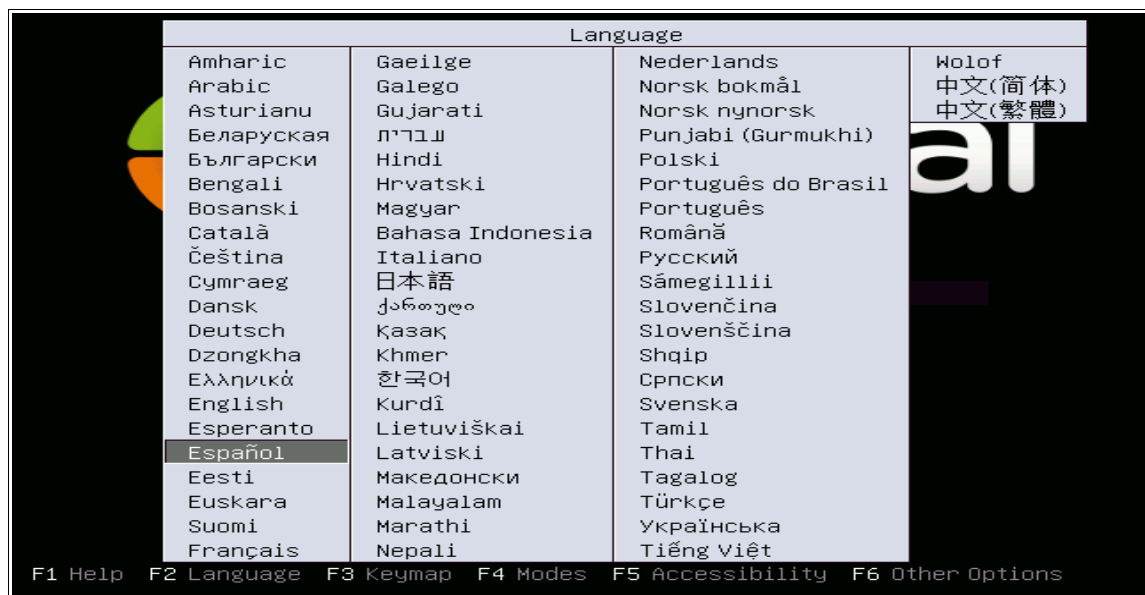 Language
Amharic
Arabic
Asturianu
Беларуская
Български
Bengali
Bosanski
Català
Čeština
Cymraeg
Dansk
Deutsch
Dzongkha
Ελληνικά
English
Esperanto
Español
Eesti
Euskara
Suomi
Français
Gaeilge
Galego
Gujarati
עברית
Hindi
Hrvatski
Magyar
Bahasa Indonesia
Italiano
日本語
ქართული
Қазақ
Khmer
한국어
Kurdî
Lietuviškai
Latviski
Македонски
Malayalam
Marathi
Nepali
Nederlands
Norsk bokmål
Norsk nynorsk
Punjabi (Gurmukhi)
Polski
Português do Brasil
Português
Română
Русский
Sámegillii
Slovenčina
Slovenščina
Shqip
Српски
Svenska
Tamil
Thai
Tagalog
Türkçe
Українська
Tiếng Việt
Wolof
中文(简体)
中文(繁體)
F1 Help F2 Language F3 Keymap F4 Modes F5 Accessibility F6 Other Options